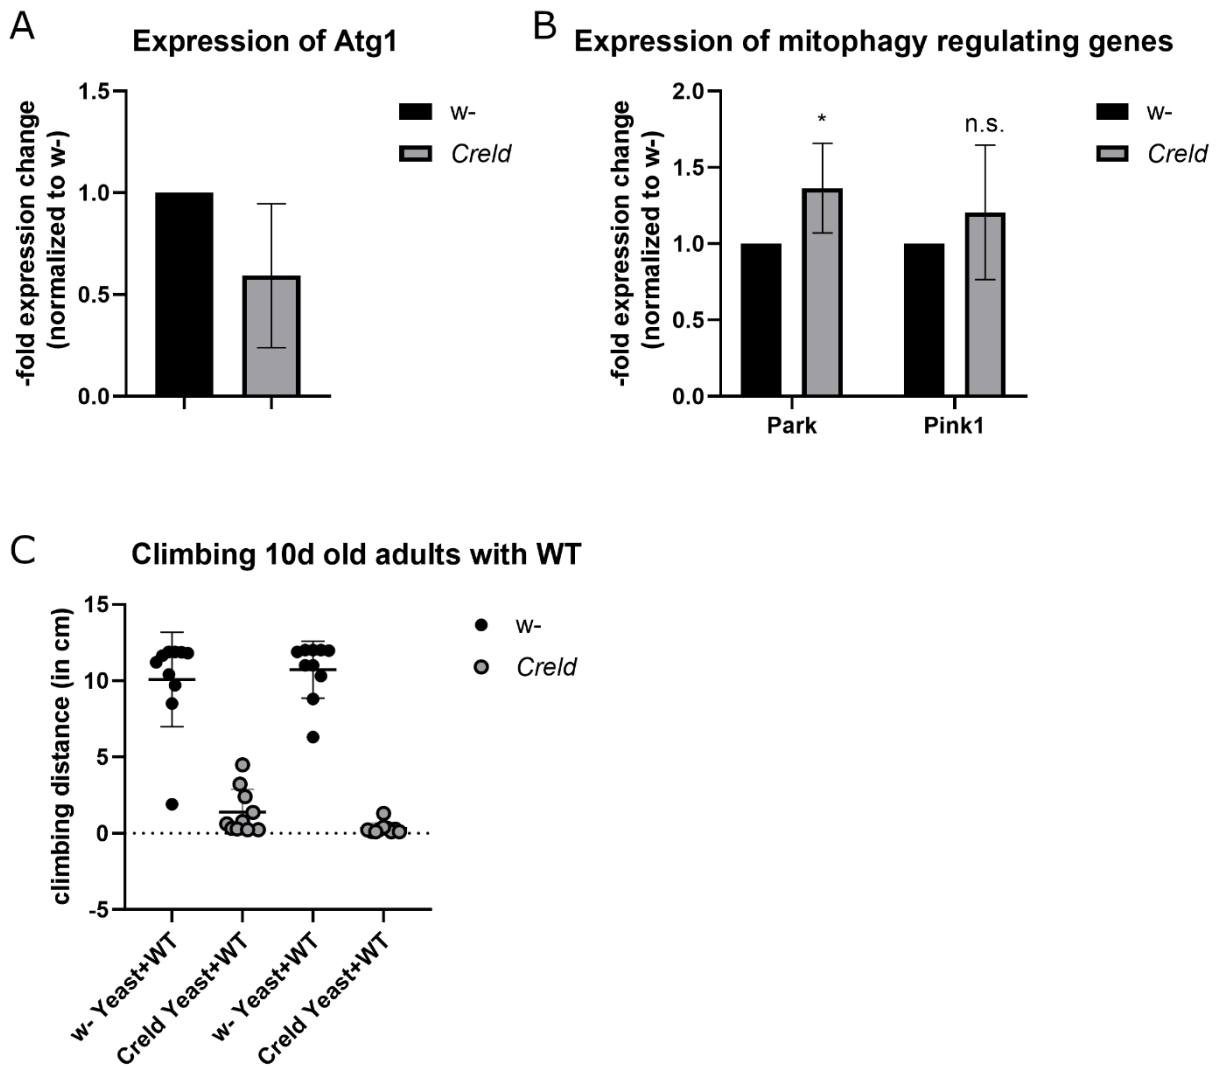 A
Expression of Atg1
-fold expression change
(normalized to w-)
1.5
1.0
0.5
0.0
w-
Creld
B
Expression of mitophagy regulating genes
-fold expression change
(normalized to w-)
2.0
1.5
1.0
0.5
0.0
*
n.s.
Park
Pink1
w-
Creld
C
Climbing 10d old adults with WT
climbing distance (in cm)
15
10
5
0
-5
w-
Creld
w- Yeast+WT
Creld Yeast+WT
w- Yeast+WT
Creld Yeast+WT